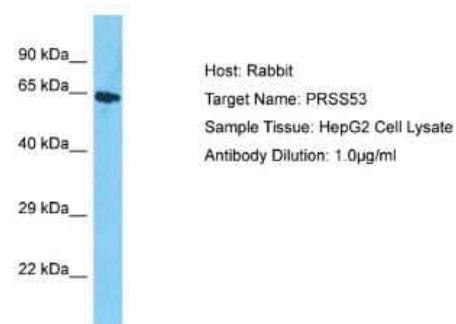 90 kDa
65 kDa
40 kDa
29 kDa
22 kDa
Host: Rabbit
Target Name: PRSS53
Sample Tissue: HepG2 Cell Lysate
Antibody Dilution: 1.0µg/ml